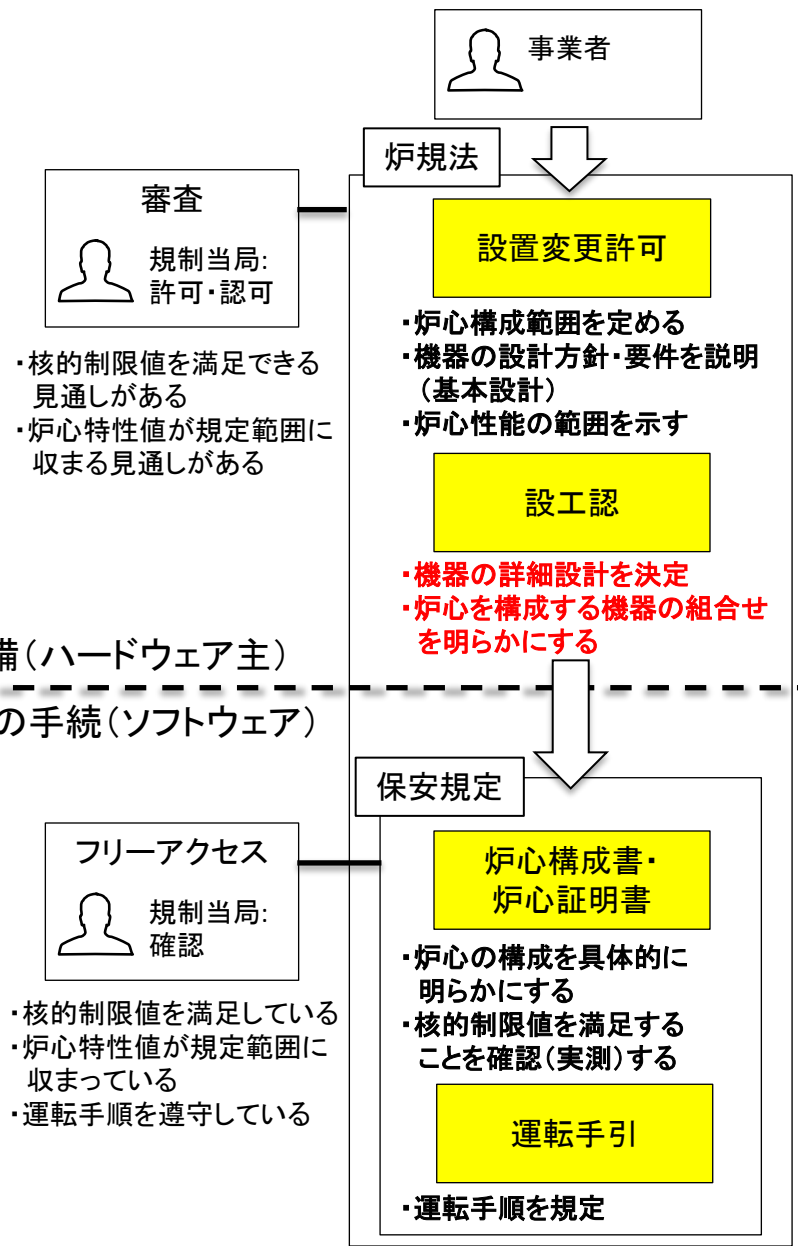 事業者
炉規法
審査
規制当局:
許可・認可
・核的制限値を満足できる
見通しがある
・炉心特性値が規定範囲に
収まる見通しがある
設置変更許可
・炉心構成範囲を定める
・機器の設計方針・要件を説明
(基本設計)
・炉心性能の範囲を示す
設工認
・機器の詳細設計を決定
・炉心を構成する機器の組合せ
を明らかにする
備(ハードウェア主)
の手続(ソフトウェア)
保安規定
フリーアクセス
規制当局:
確認
・核的制限値を満足している
・炉心特性値が規定範囲に
収まっている
・運転手順を遵守している
炉心構成書・
炉心証明書
・炉心の構成を具体的に
明らかにする
・核的制限値を満足する
ことを確認(実測)する
運転手引
・運転手順を規定